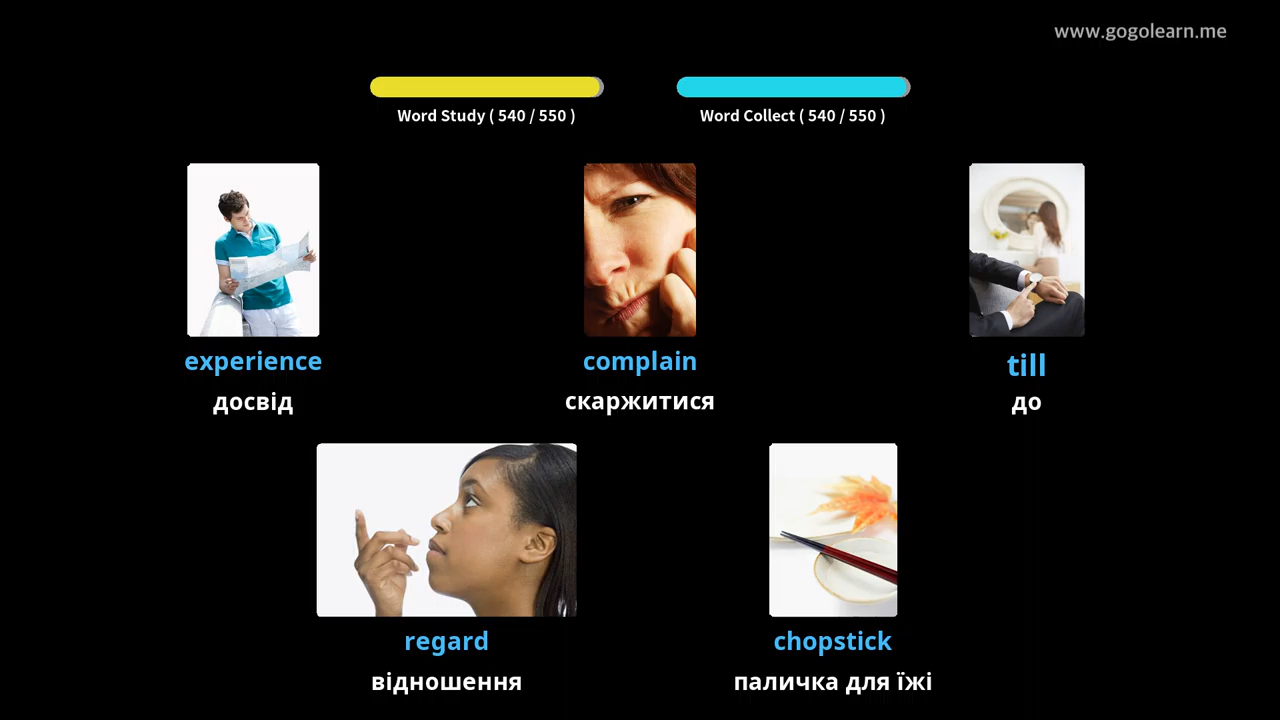 www.gogolearn.me
Word Study ( 540 / 550 )
Word Collect ( 540 / 550 )
experience
досвід
complain
скаржитися
till
до
regard
відношення
chopstick
паличка для їжі